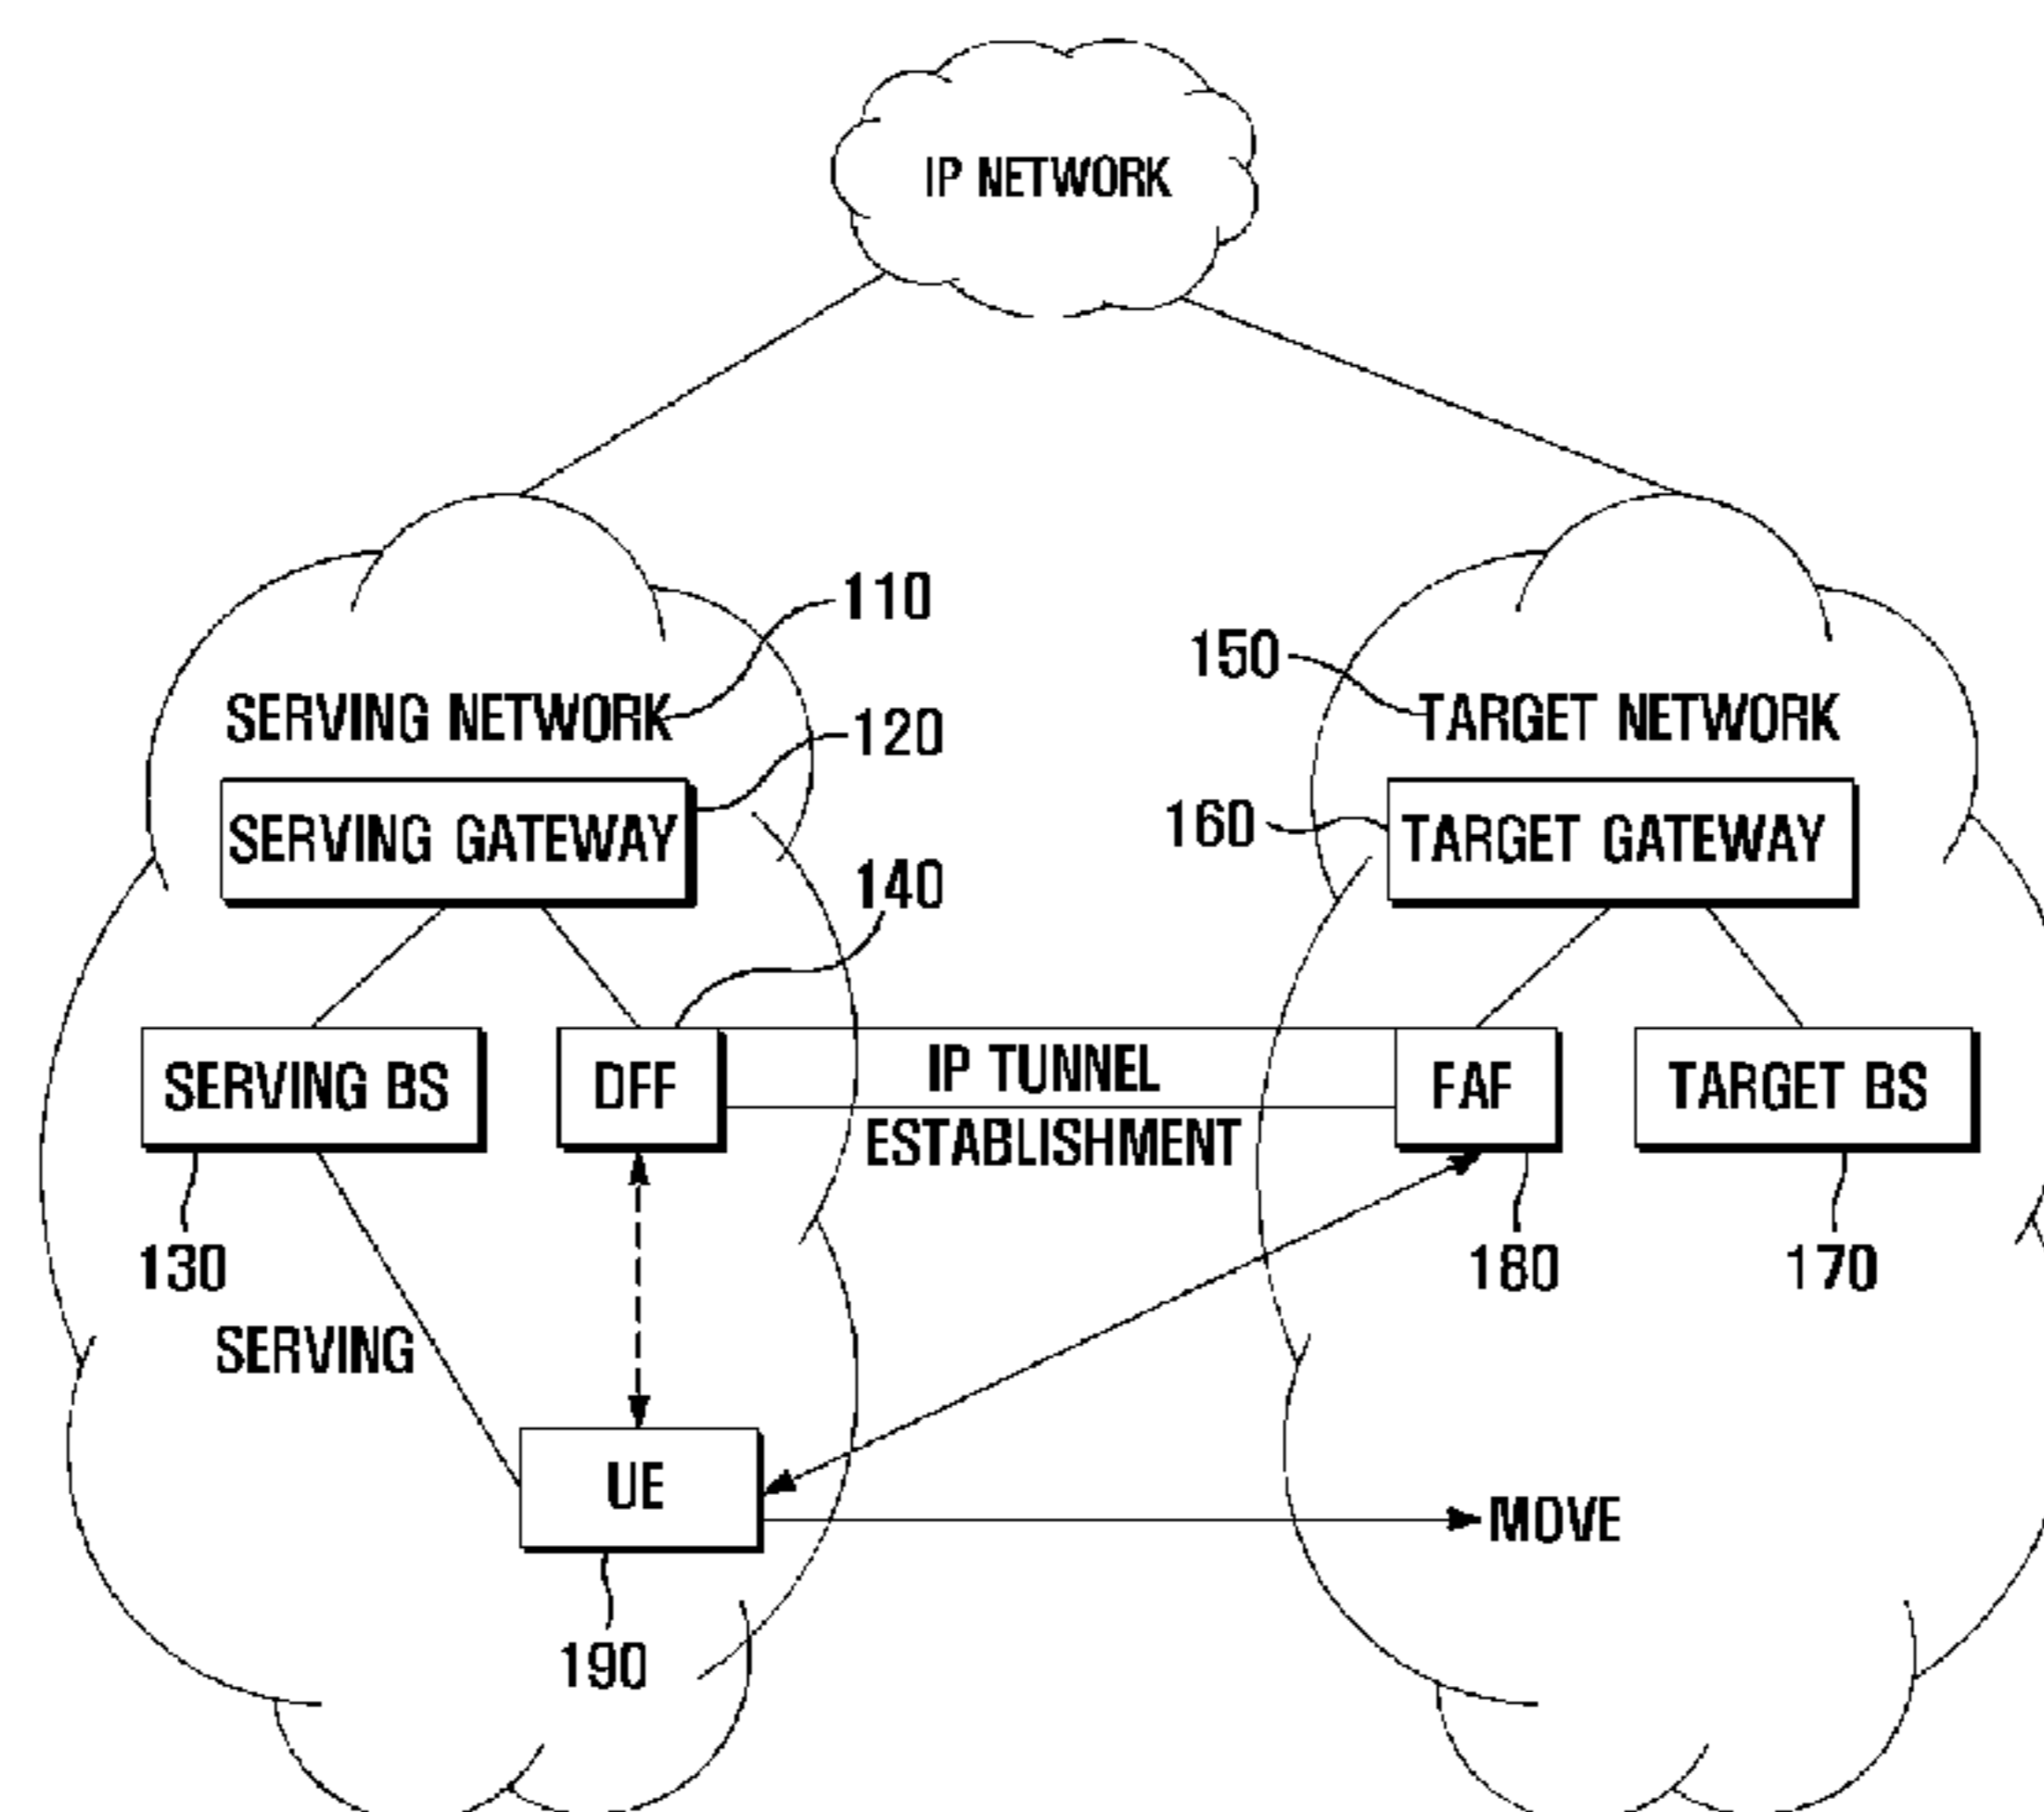 IP NETWORK
110
150
SERVING NETWORK
TARGET NETWORK
120
SERVING GATEWAY
160
TARGET GATEWAY
140
SERVING BS
DFF
IP TUNNEL
ESTABLISHMENT
FAF
TARGET BS
130
180
170
SERVING
UE
MOVE
190